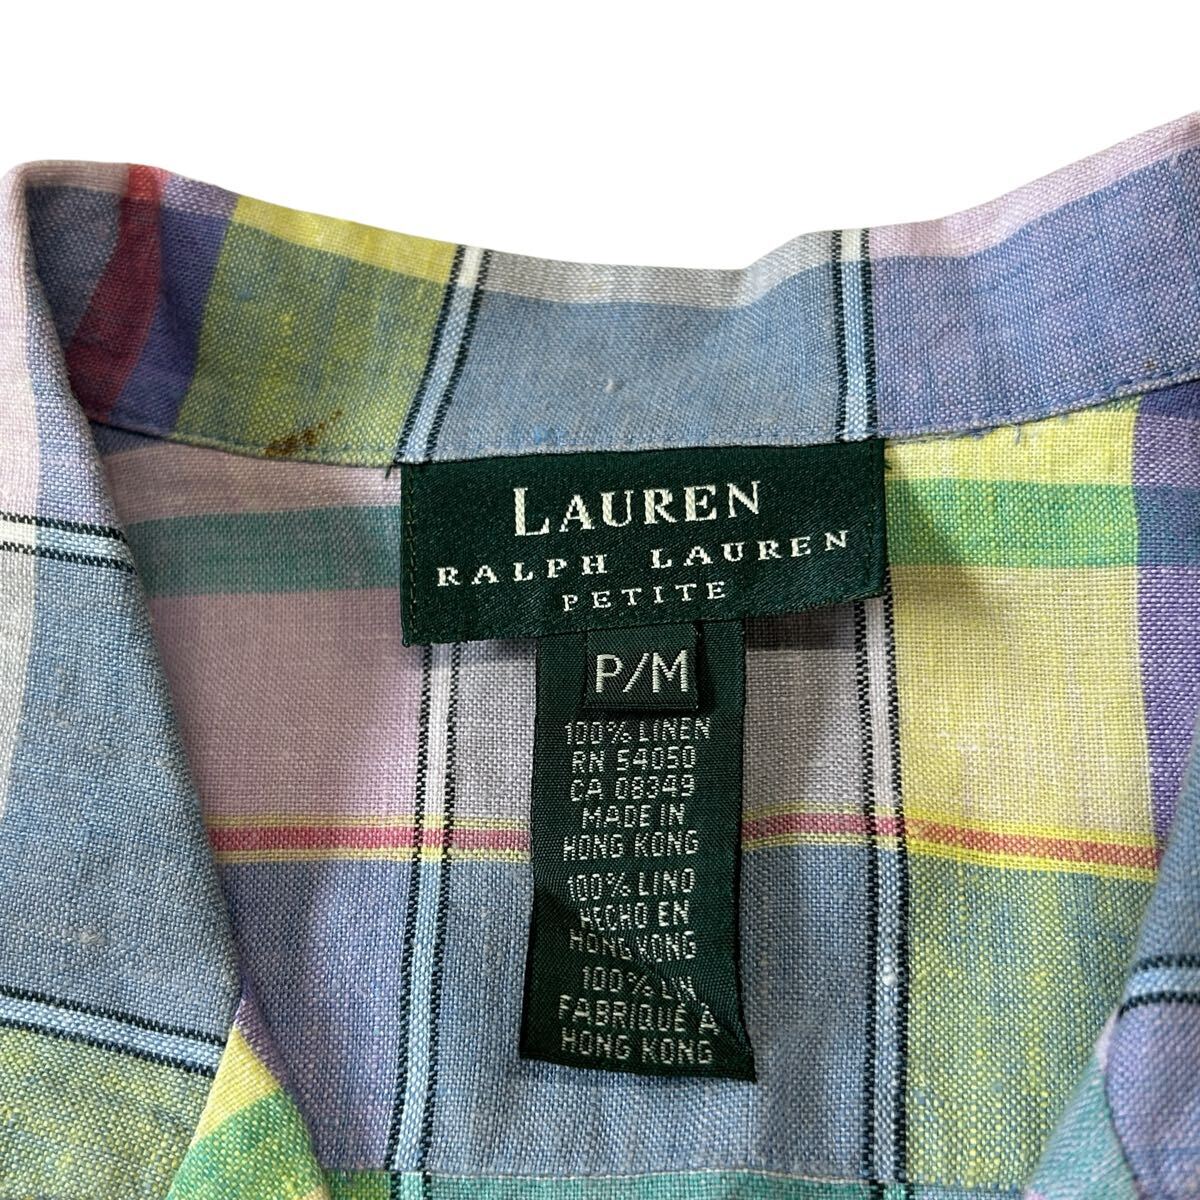 LAUREN
RALPH LAUREN
PETITE
P/M
100% LINEN
RN 54050
CA 08349
MADE IN
HONG KONG
100% LINO
HECHO EN
HONG KONG
100% LIN
FABRIQUÉ À
HONG KONG